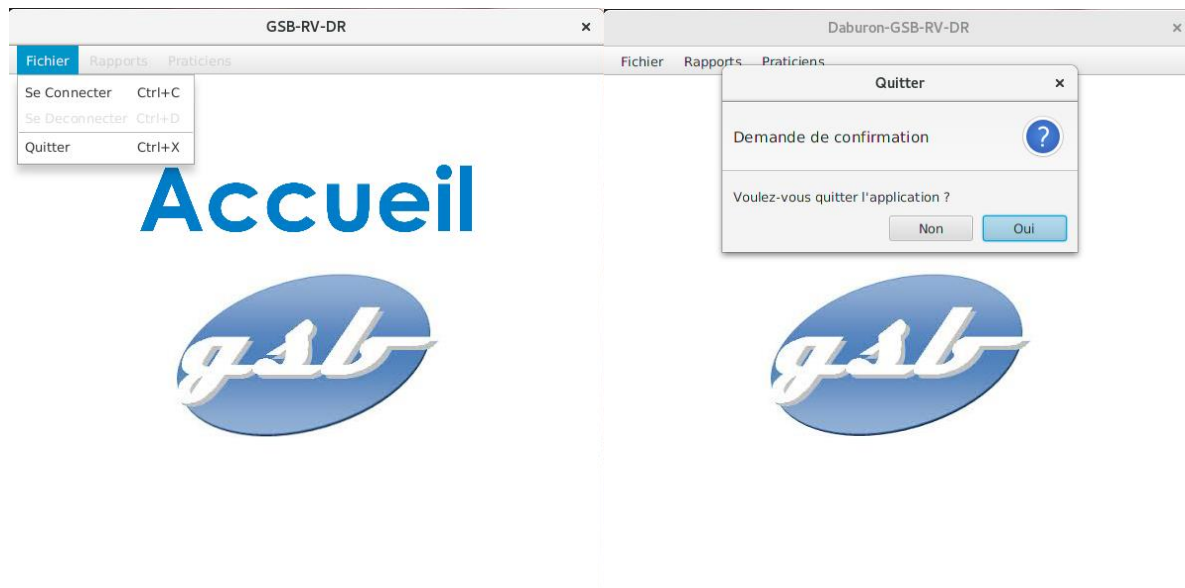 GSB-RV-DR ×
Fichier Rapports Praticiens
Se Connecter Ctrl+C
Se Deconnecter Ctrl+D
Quitter Ctrl+X
Accueil
gsb
Daburon-GSB-RV-DR ×
Fichier Rapports Praticiens
Quitter ×
Demande de confirmation ?
Voulez-vous quitter l'application ?
Non Oui
gsb